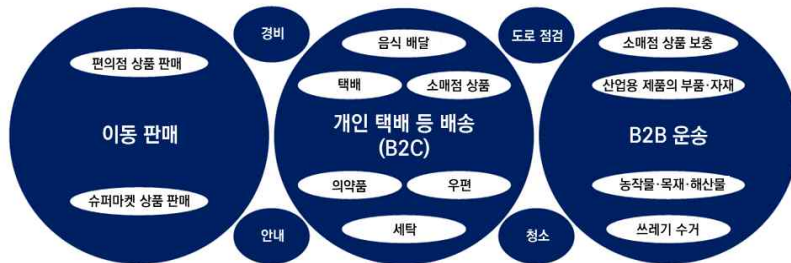 편의점 상품 판매
이동 판매
슈퍼마켓 상품 판매
경비
안내
음식 배달
택배
소매점 상품
개인 택배 등 배송
(B2C)
의약품
우편
세탁
도로 점검
청소
소매점 상품 보충
산업용 제품의 부품·자재
B2B 운송
농작물·목재·해산물
쓰레기 수거